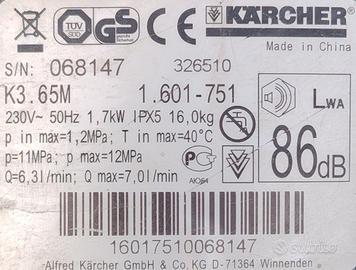 TÜV
SÜD
GS
CE
KÄRCHER
Made in China
S/N: 068147
326510
K3.65M
1.601-751
230V~ 50Hz 1,7kW IPX5 16,0kg
p in max=1,2MPa; T in max=40°C
p=11MPa; p max=12MPa
Q=6,3l/min; Q max=7,0l/min
AIO64
LWA
86dB
16017510068147
Alfred Kärcher GmbH & Co. KG D-71364 Winnenden
subito